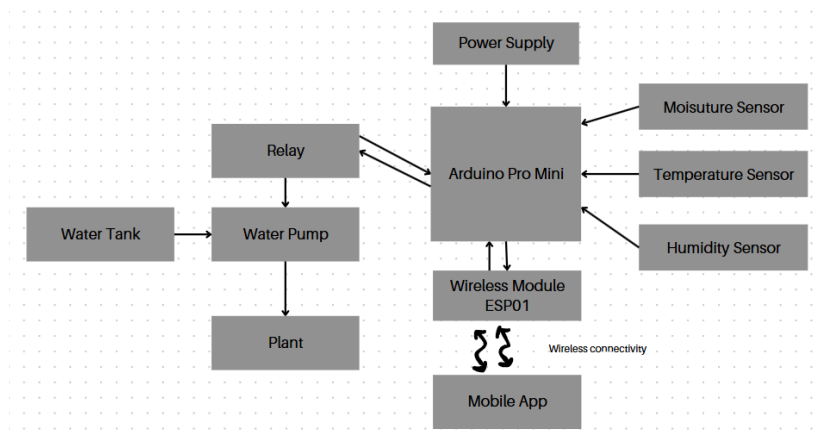 Power Supply
Moisuture Sensor
Relay
Arduino Pro Mini
Temperature Sensor
Water Tank
Water Pump
Humidity Sensor
Wireless Module
ESP01
Plant
Wireless connectivity
Mobile App